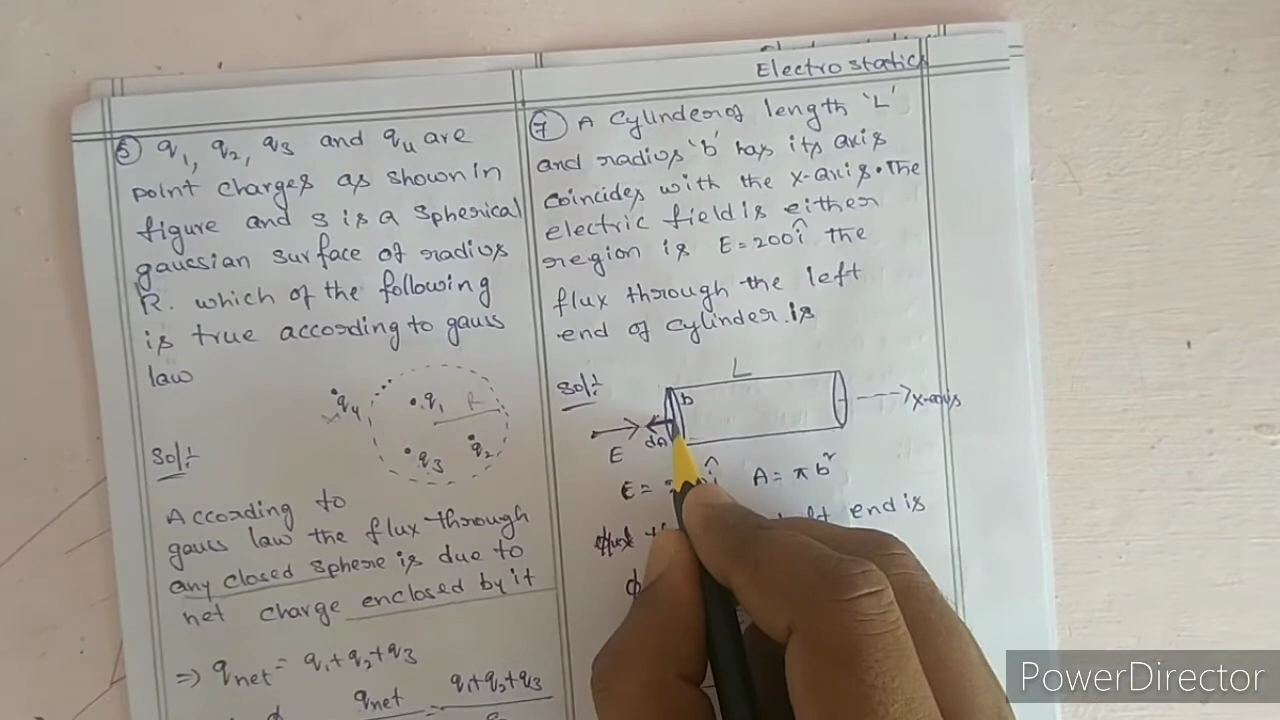 Electrostatics
5 q1, q2, q3 and q4 are
point charges as shown in
figure and S is a spherical
gaussian surface of radius
R. which of the following
is true according to gauss
law
q4
q1
R
q2
q3
Sol:-
According to
gauss law the flux through
any closed sphere is due to
net charge enclosed by it
=> qnet = q1+q2+q3
qnet = q1+q2+q3
7 A cylinder of length 'L'
and radius 'b' has its axis
coincides with the x-axis. The
electric field is either
region is E=200î the
flux through the left
end of cylinder is
Sol:-
L
b
x-axis
dA
E
E = î A = πb²
flux end is
ϕ
PowerDirector